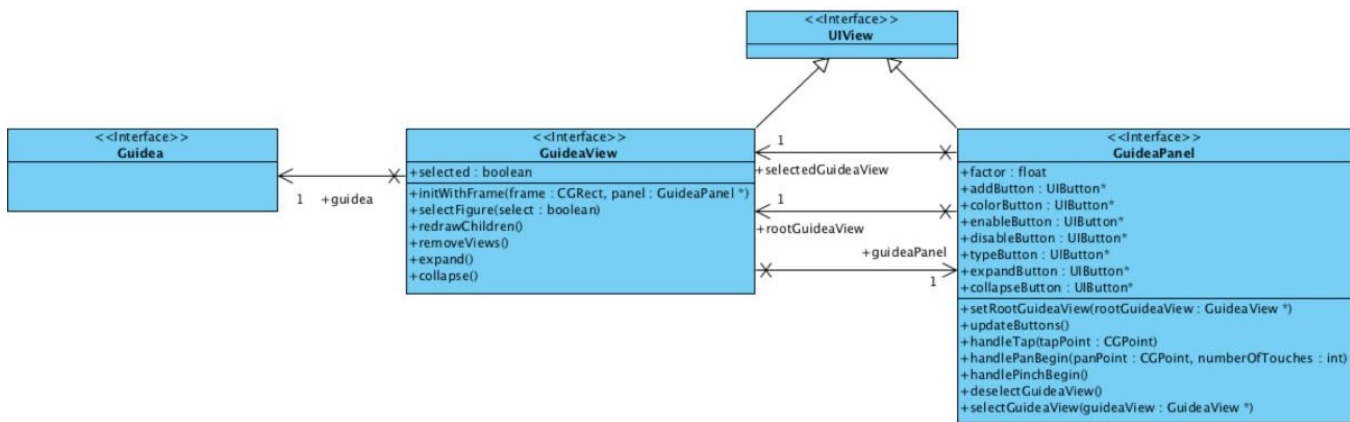 <<Interface>>
UIView
<<Interface>>
Guidea
1 +guidea
<<Interface>>
GuideaView
+selected : boolean
+initWithFrame(frame : CGRect, panel : GuideaPanel *)
+selectFigure(select : boolean)
+redrawChildren()
+removeViews()
+expand()
+collapse()
1
+selectedGuideaView
1
+rootGuideaView
+guideaPanel
1
<<Interface>>
GuideaPanel
+factor : float
+addButton : UIButton*
+colorButton : UIButton*
+enableButton : UIButton*
+disableButton : UIButton*
+typeButton : UIButton*
+expandButton : UIButton*
+collapseButton : UIButton*
+setRootGuideaView(rootGuideaView : GuideaView *)
+updateButtons()
+handleTap(tapPoint : CGPoint)
+handlePanBegin(panPoint : CGPoint, numberOfTouches : int)
+handlePinchBegin()
+deselectGuideaView()
+selectGuideaView(guideaView : GuideaView *)